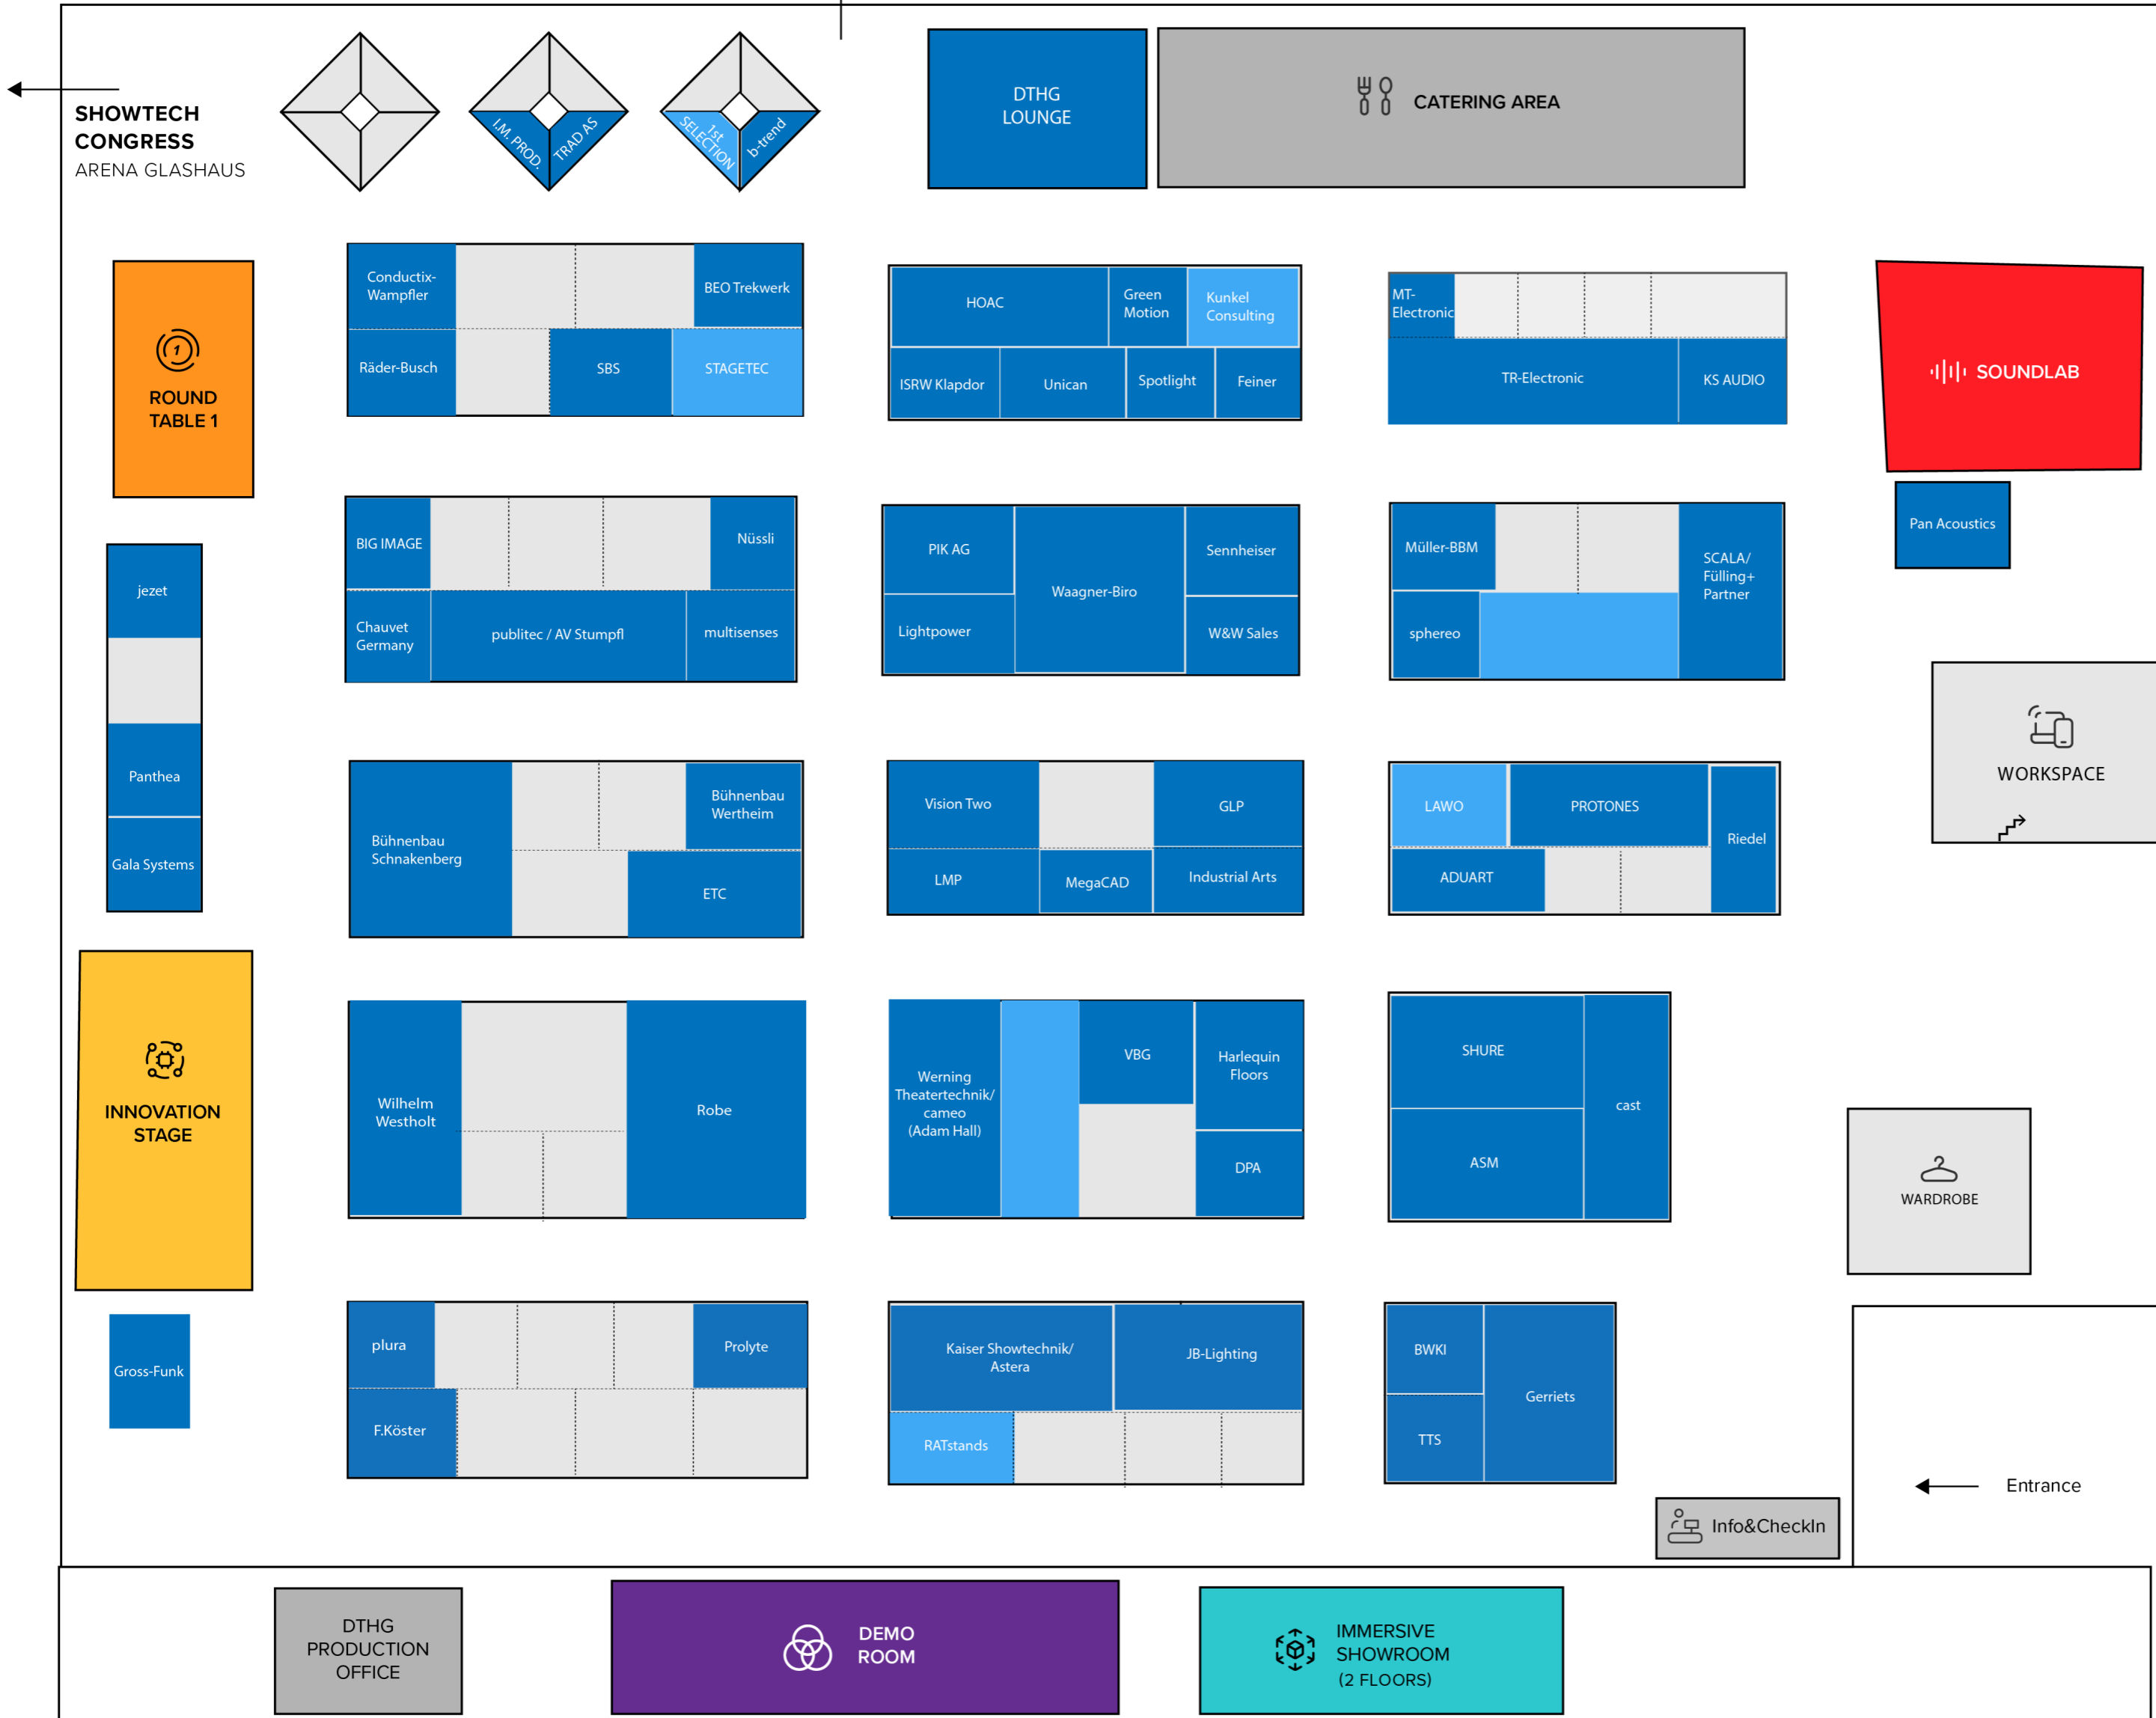 SHOWTECH
CONGRESS
ARENA GLASHAUS
I.M. PROD.
TRAD AS
1st
SELECTION
b-trend
DTHG
LOUNGE
CATERING AREA
ROUND
TABLE 1
1
Conductix-
Wampfler
BEO Trekwerk
Räder-Busch
SBS
STAGETEC
HOAC
Green
Motion
Kunkel
Consulting
ISRW Klapdor
Unican
Spotlight
Feiner
MT-
Electronic
TR-Electronic
KS AUDIO
SOUNDLAB
Pan Acoustics
jezet
Panthea
Gala Systems
BIG IMAGE
Nüssli
Chauvet
Germany
publitec / AV Stumpfl
multisenses
PIK AG
Waagner-Biro
Sennheiser
Lightpower
W&W Sales
Müller-BBM
SCALA/
Fülling+
Partner
sphereo
WORKSPACE
Bühnenbau
Schnakenberg
Bühnenbau
Wertheim
ETC
Vision Two
GLP
LMP
MegaCAD
Industrial Arts
LAWO
PROTONES
Riedel
ADUART
INNOVATION
STAGE
Wilhelm
Westholt
Robe
Werning
Theatertechnik/
cameo
(Adam Hall)
VBG
Harlequin
Floors
DPA
SHURE
cast
ASM
WARDROBE
Gross-Funk
plura
Prolyte
F.Köster
Kaiser Showtechnik/
Astera
JB-Lighting
RATstands
BWKI
Gerriets
TTS
Entrance
Info&CheckIn
DTHG
PRODUCTION
OFFICE
DEMO
ROOM
IMMERSIVE
SHOWROOM
(2 FLOORS)